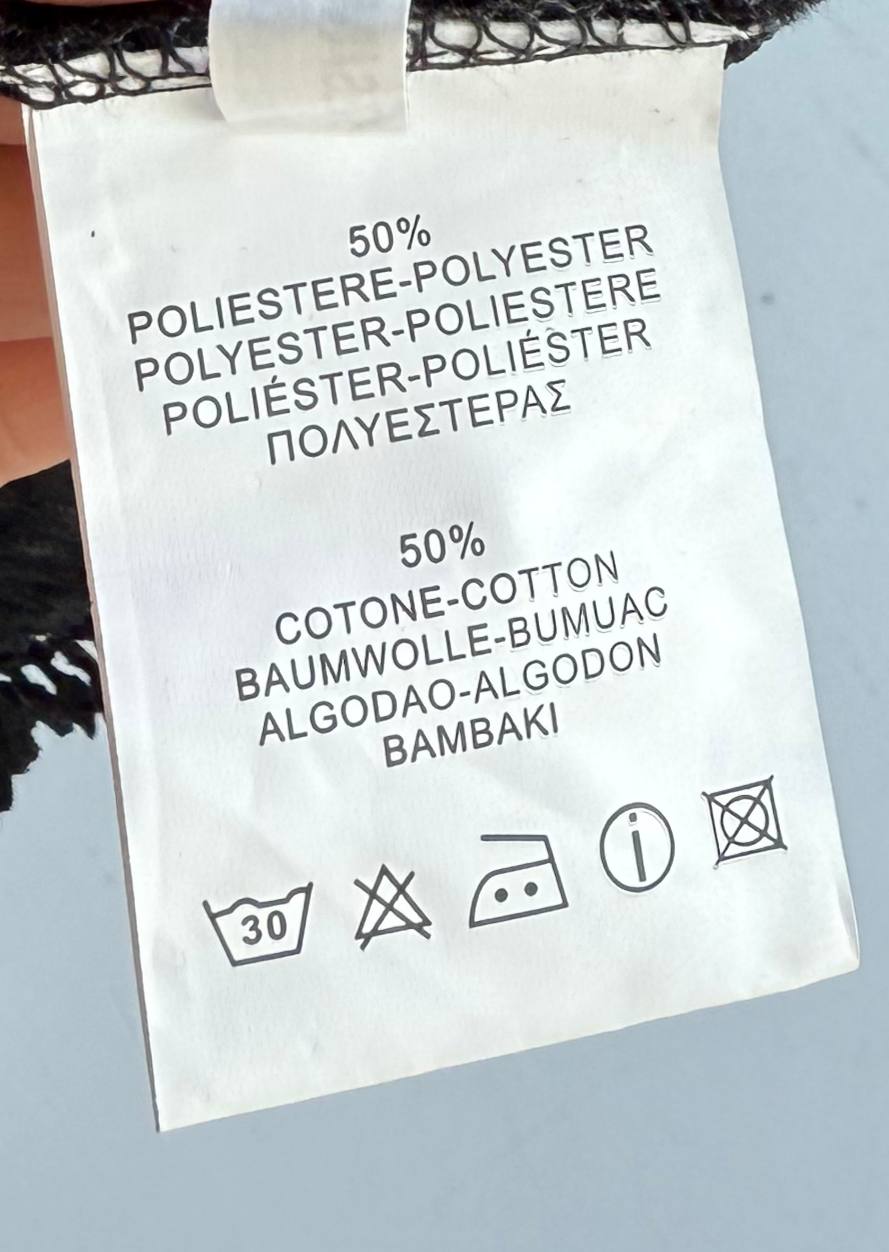 50%
POLIESTERE-POLYESTER
POLYESTER-POLIESTERE
POLIÉSTER-POLIÉSTER
ΠΟΛΥΕΣΤΕΡΑΣ
50%
COTONE-COTTON
BAUMWOLLE-BUMUAC
ALGODAO-ALGODON
BAMBAKI
30